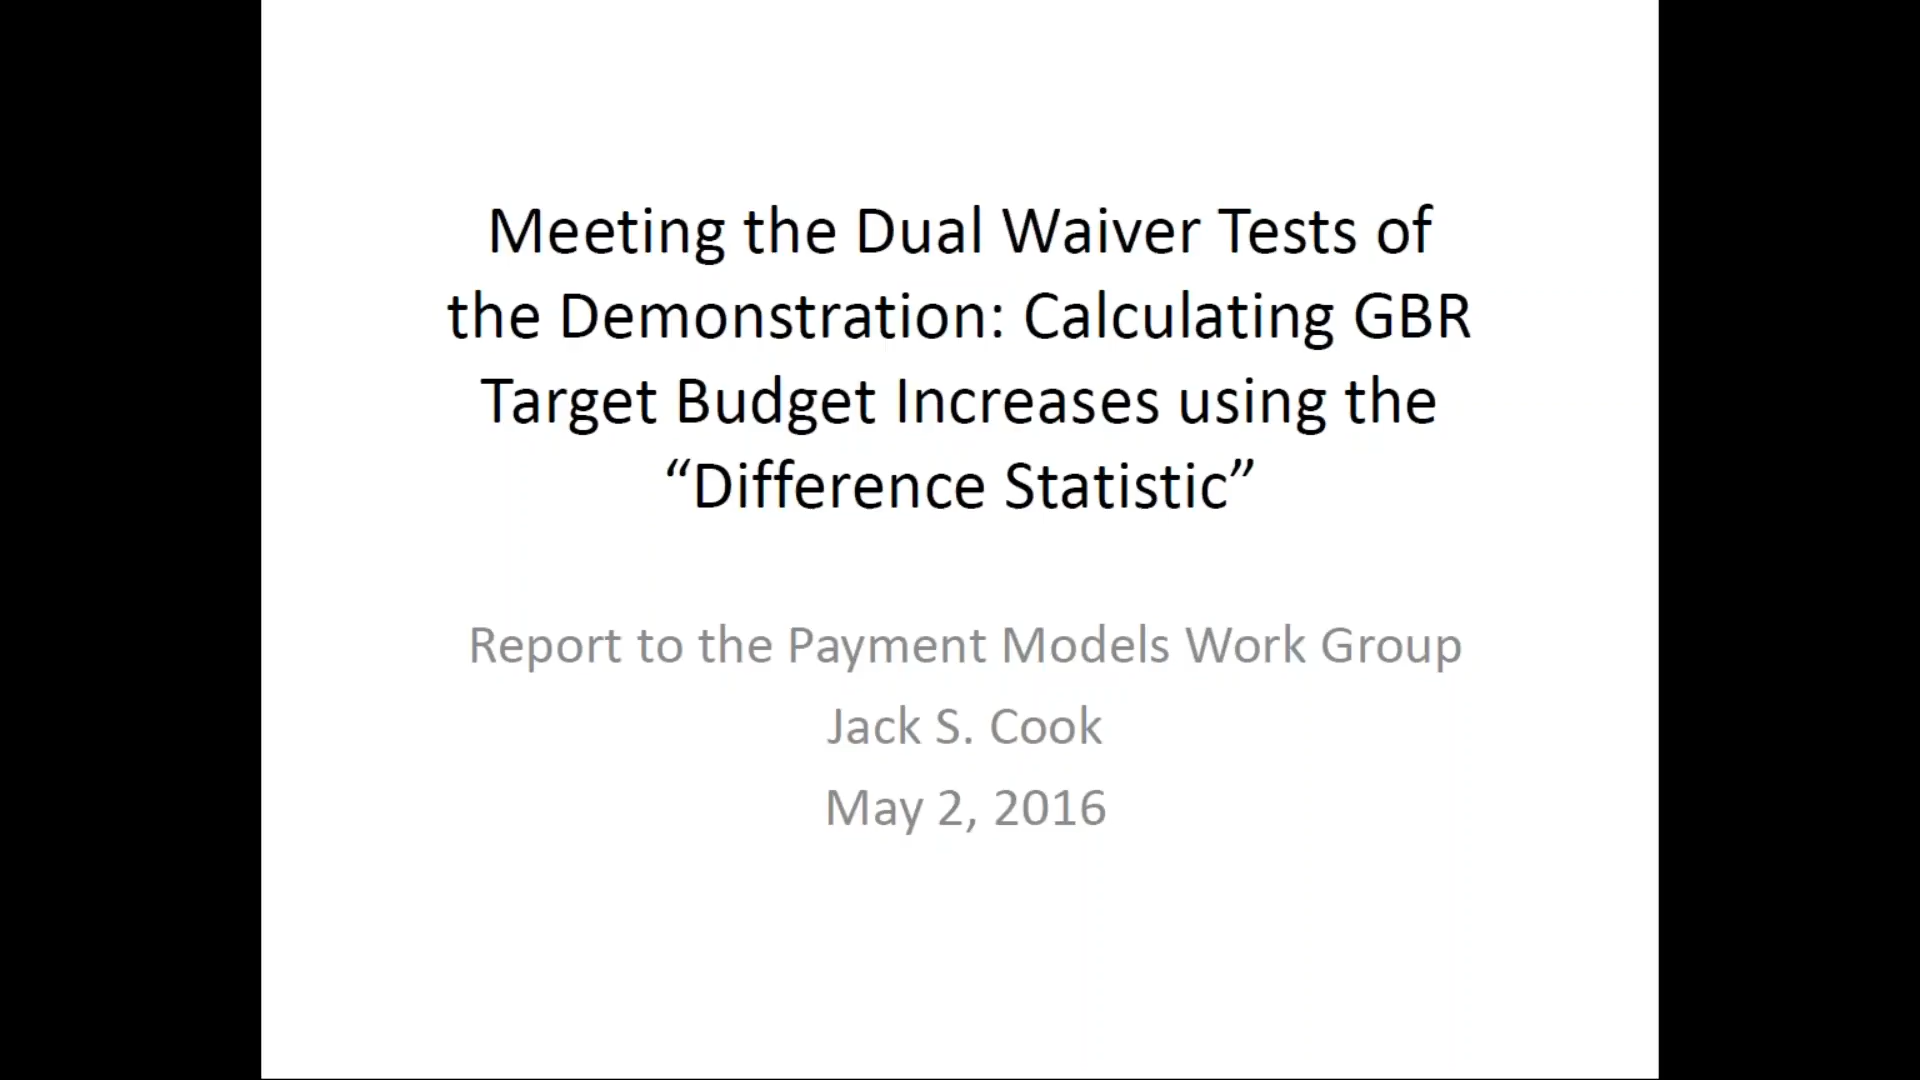 Meeting the Dual Waiver Tests of
the Demonstration: Calculating GBR
Target Budget Increases using the
“Difference Statistic”
Report to the Payment Models Work Group
Jack S. Cook
May 2, 2016